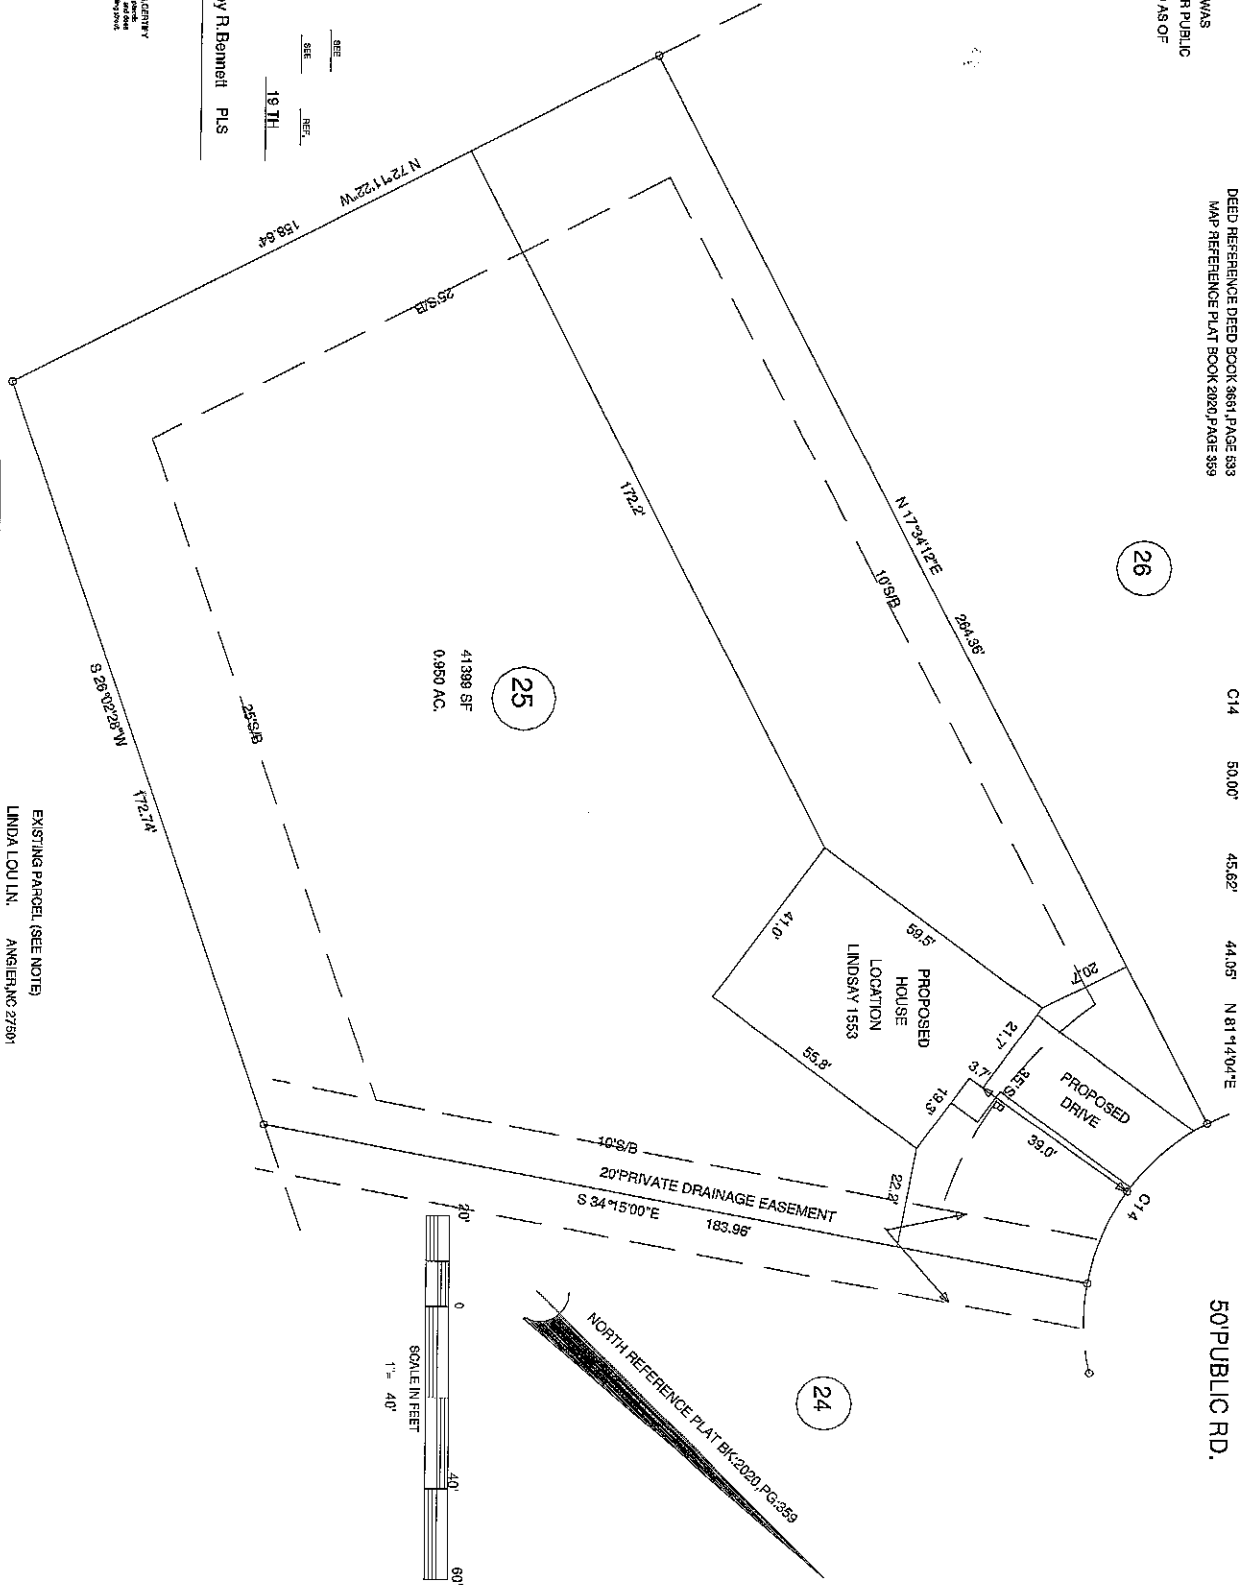 WAS
R PUBLIC
AS OF
DEED REFERENCE DEED BOOK 3661,PAGE 533
MAP REFERENCE PLAT BOOK 2020,PAGE 359
C14 50.00' 45.62' 44.05' N 81°14'04"E
50'PUBLIC RD.
26
N 17°34'12"E 264.36'
10'S/B
20.7'
PROPOSED
DRIVE
C14
39.0'
35'S/B
21.7'
3.7'
19.3'
59.5'
PROPOSED
HOUSE
LOCATION
LINDSAY 1553
41.0'
55.8'
22.2'
172.2'
25
41399 SF
0.950 AC.
N 72°11'22"W
158.64'
25'S/B
25'S/B
S 26°02'28"W 172.74'
10'S/B
20'PRIVATE DRAINAGE EASEMENT
S 34°15'00"E 183.96'
24
NORTH REFERENCE PLAT BK:2020,PG:359
20' 0 40' 60'
SCALE IN FEET
1"= 40'
EXISTING PARCEL (SEE NOTE)
LINDA LOU LN. ANGIER,NC 27501
SEE
SEE REF.
19 TH
y R.Bennett PLS
CERTIFY